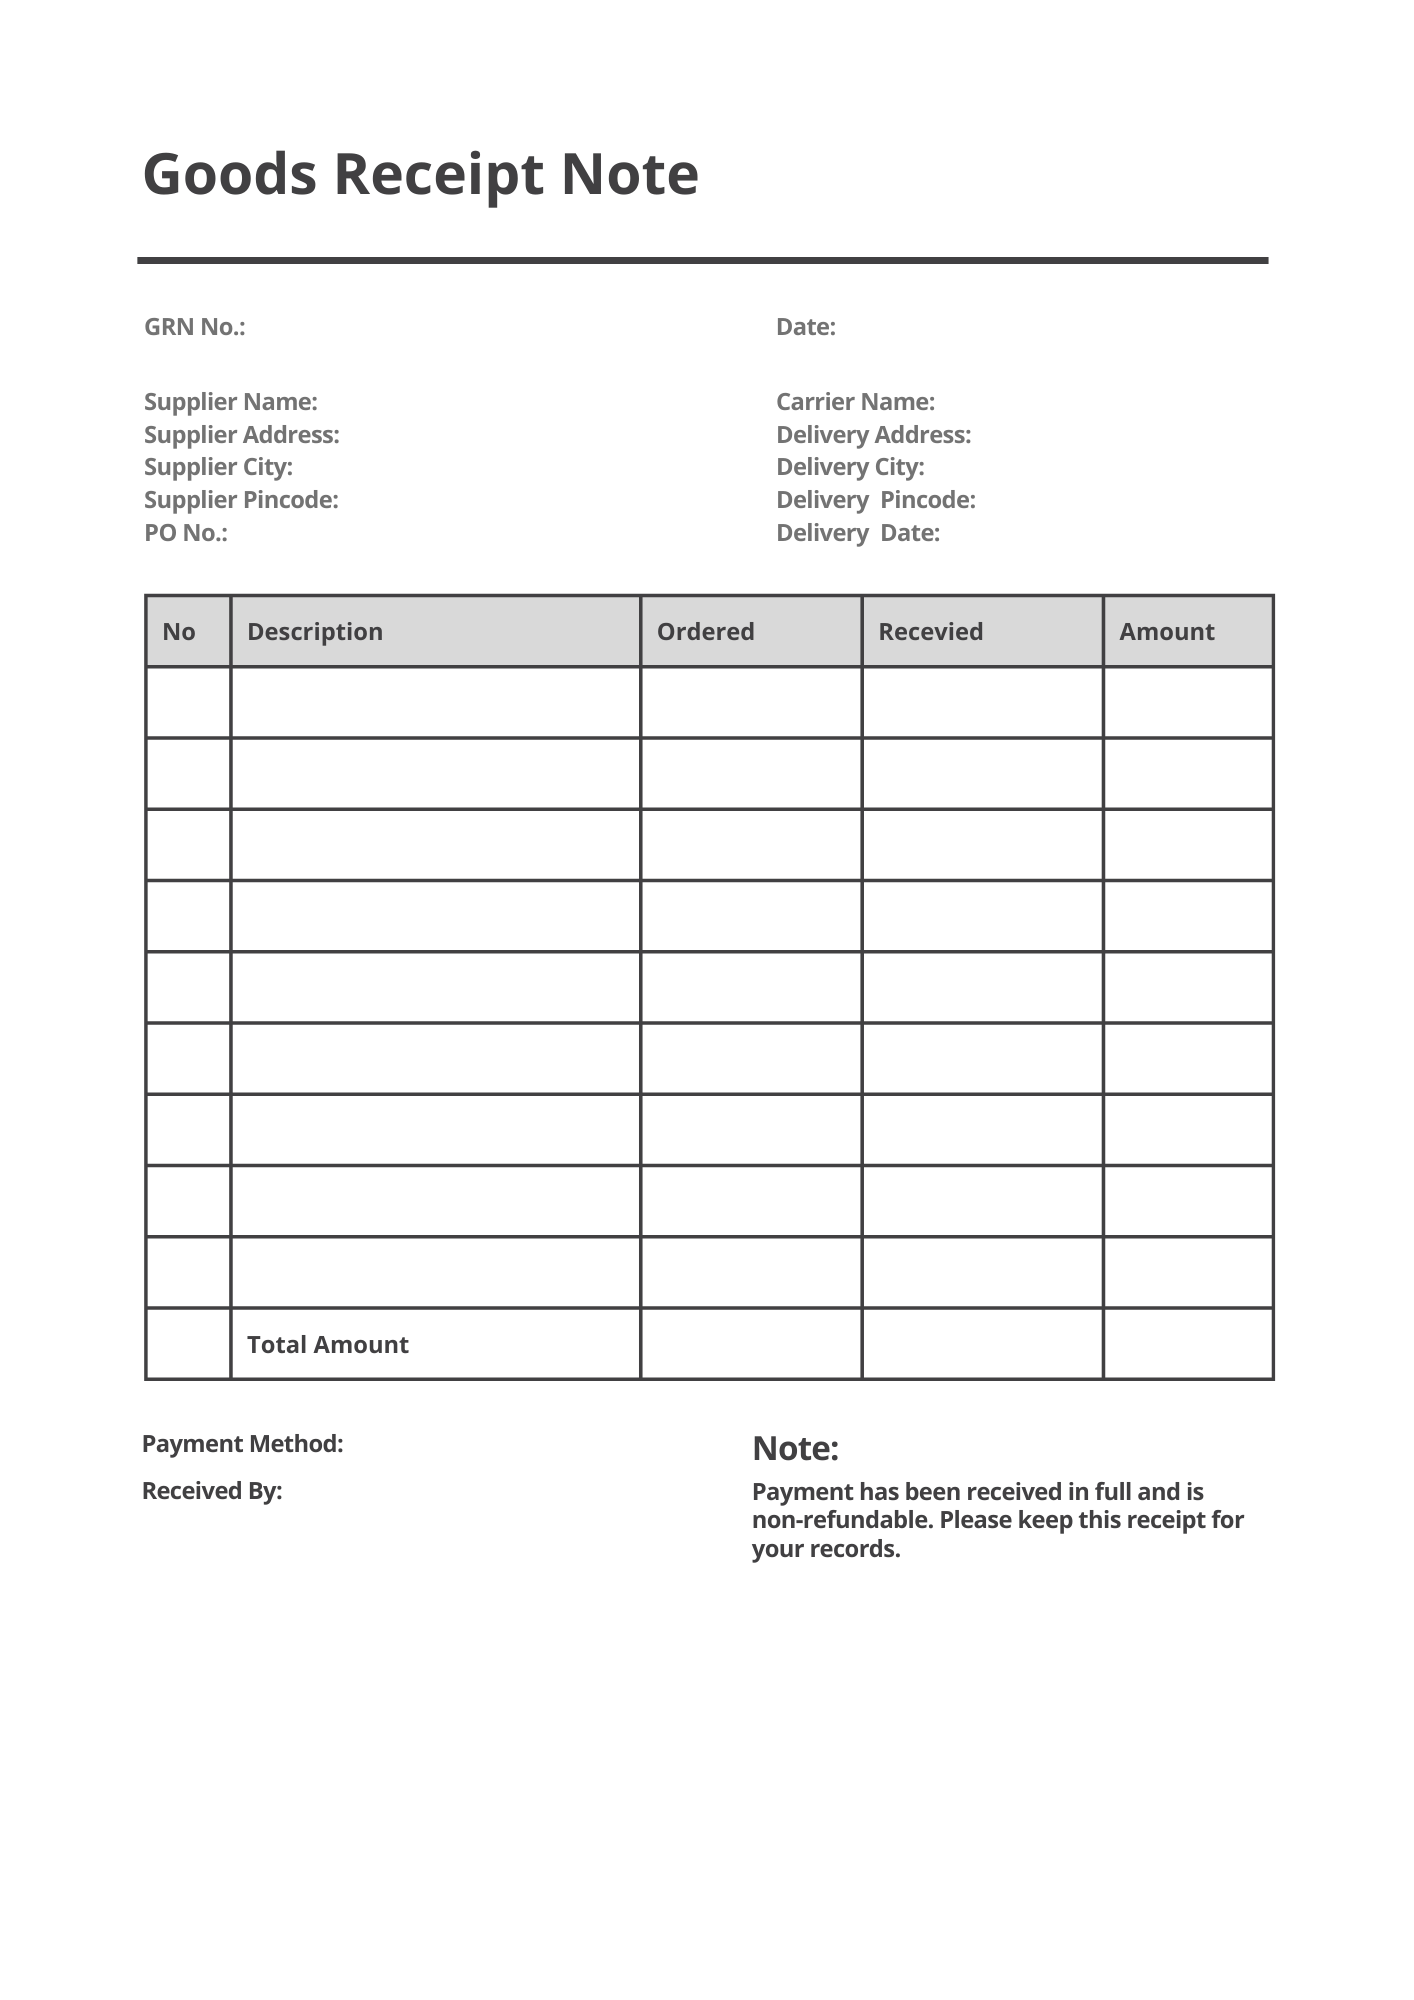 Goods Receipt Note
GRN No.:
Date:
Supplier Name:
Supplier Address:
Supplier City:
Supplier Pincode:
PO No.:
Carrier Name:
Delivery Address:
Delivery City:
Delivery  Pincode:
Delivery  Date:
No Description Ordered Recevied Amount
Total Amount
Payment Method:
Received By:
Note:
Payment has been received in full and is
non-refundable. Please keep this receipt for
your records.